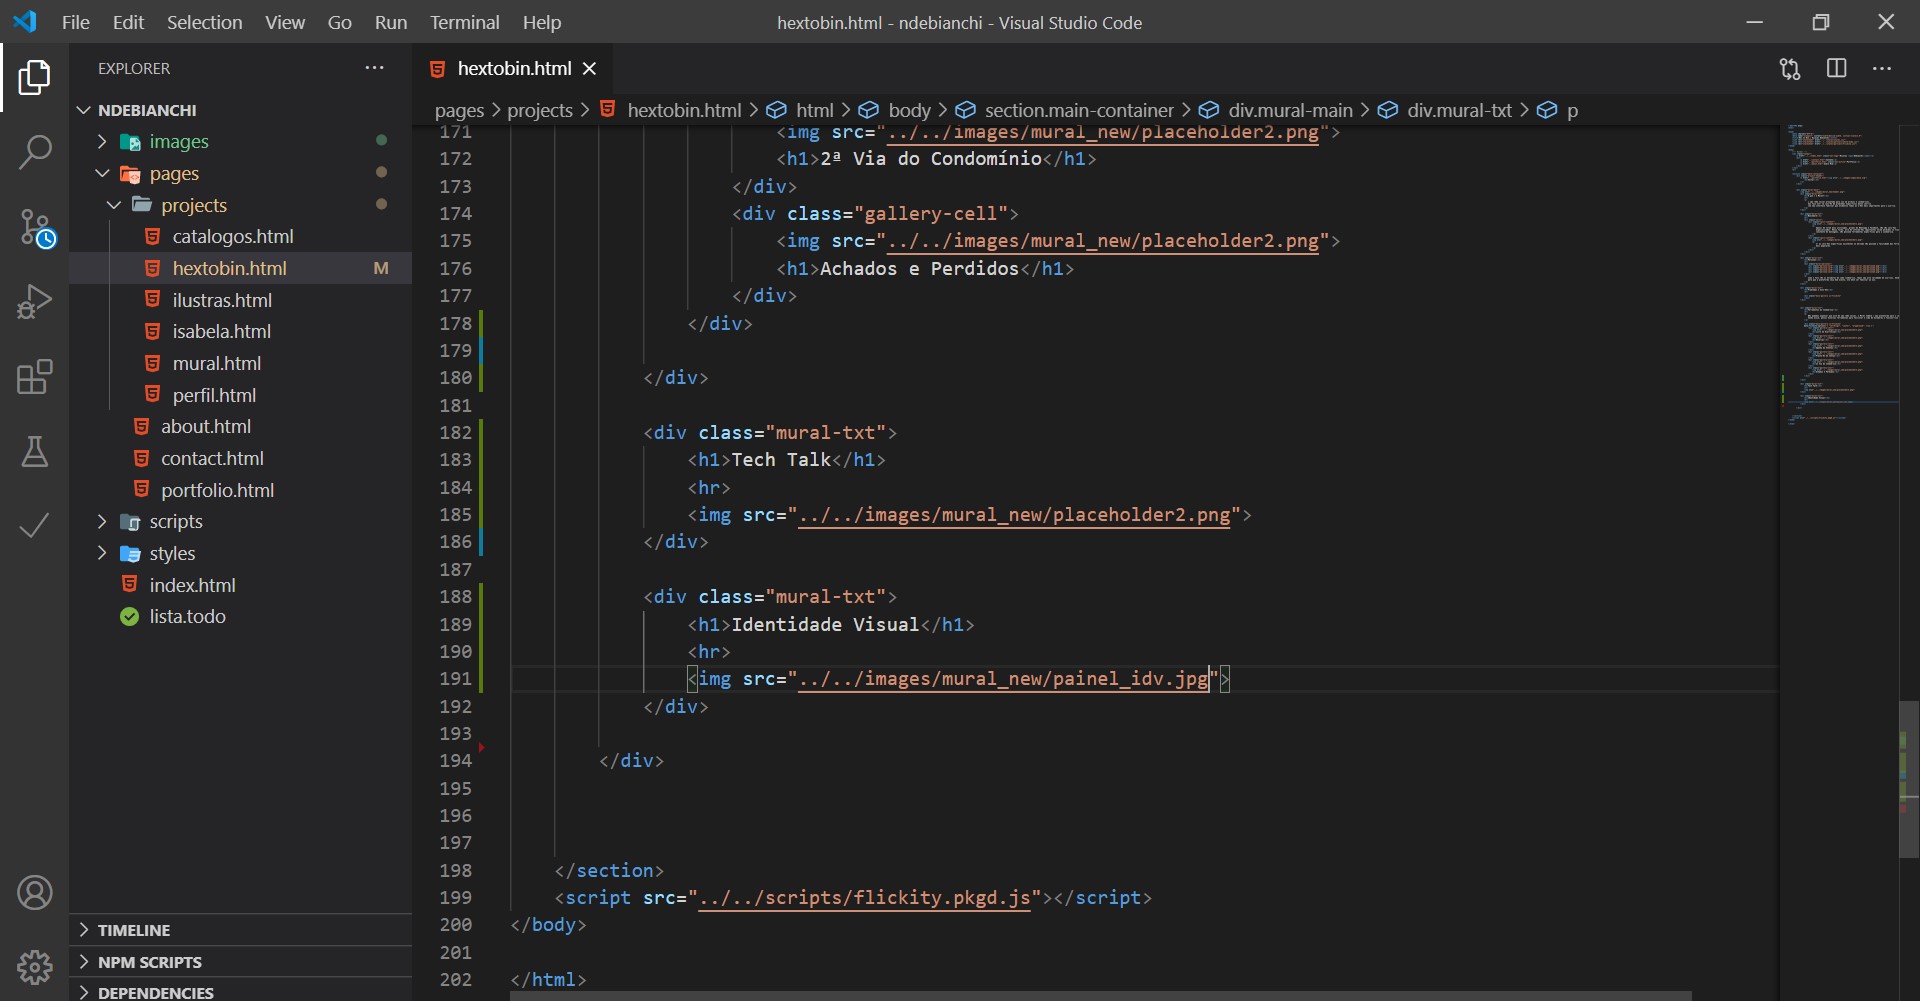 File Edit Selection View Go Run Terminal Help
hextobin.html - ndebianchi - Visual Studio Code
EXPLORER
NDEBIANCHI
images
pages
projects
catalogos.html
hextobin.html M
ilustras.html
isabela.html
mural.html
perfil.html
about.html
contact.html
portfolio.html
scripts
styles
index.html
lista.todo
TIMELINE
NPM SCRIPTS
DEPENDENCIES
hextobin.html
pages > projects > hextobin.html > html > body > section.main-container > div.mural-main > div.mural-txt > p
171 <img src="../../images/mural_new/placeholder2.png">
172 <h1>2ª Via do Condomínio</h1>
173 </div>
174 <div class="gallery-cell">
175 <img src="../../images/mural_new/placeholder2.png">
176 <h1>Achados e Perdidos</h1>
177 </div>
178 </div>
179
180 </div>
181
182 <div class="mural-txt">
183 <h1>Tech Talk</h1>
184 <hr>
185 <img src="../../images/mural_new/placeholder2.png">
186 </div>
187
188 <div class="mural-txt">
189 <h1>Identidade Visual</h1>
190 <hr>
191 <img src="../../images/mural_new/painel_idv.jpg">
192 </div>
193
194 </div>
195
196
197
198 </section>
199 <script src="../../scripts/flickity.pkgd.js"></script>
200 </body>
201
202 </html>